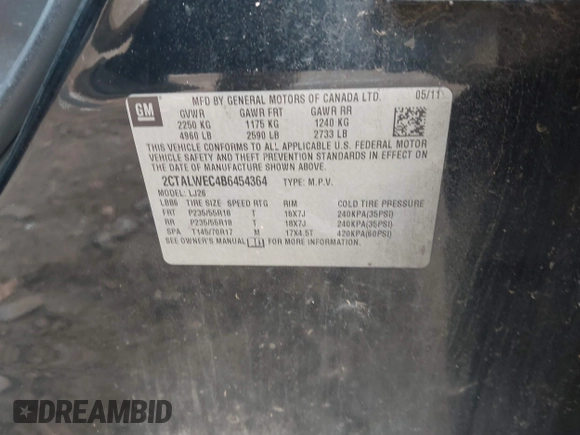 GM
MFD BY GENERAL MOTORS OF CANADA LTD. 05/11
GVWR GAWR FRT GAWR RR
2250 KG 1175 KG 1240 KG
4960 LB 2590 LB 2733 LB
THIS VEHICLE CONFORMS TO ALL APPLICABLE U.S. FEDERAL MOTOR
VEHICLE SAFETY AND THEFT PREVENTION STANDARDS IN EFFECT ON
THE DATE OF MANUFACTURE SHOWN ABOVE.
2CTALWEC4B6454364 TYPE: M.P.V.
MODEL: LJ26
LBB6 TIRE SIZE SPEED RTG RIM COLD TIRE PRESSURE
FRT P235/55R18 T 18X7J 240KPA(35PSI)
RR P235/55R18 T 18X7J 240KPA(35PSI)
SPA T145/70R17 M 17X4.5T 420KPA(60PSI)
SEE OWNER'S MANUAL FOR ADDITIONAL INFORMATION.
DREAMBID